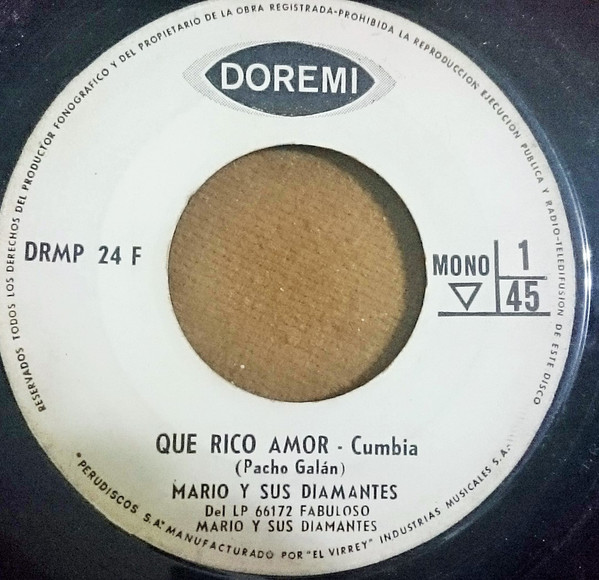 RESERVADOS TODOS LOS DERECHOS DEL PRODUCTOR FONOGRAFICO Y DEL PROPIETARIO DE LA OBRA REGISTRADA-PROHIBIDA LA REPRODUCCION EJECUCION PUBLICA Y RADIO-TELEDIFUSION DE ESTE DISCO
DOREMI
DRMP 24 F
MONO 1
45
QUE RICO AMOR - Cumbia
(Pacho Galán)
MARIO Y SUS DIAMANTES
Del LP 66172 FABULOSO
MARIO Y SUS DIAMANTES
"PERUDISCOS S.A." MANUFACTURADO POR "EL VIRREY" INDUSTRIAS MUSICALES S.A.